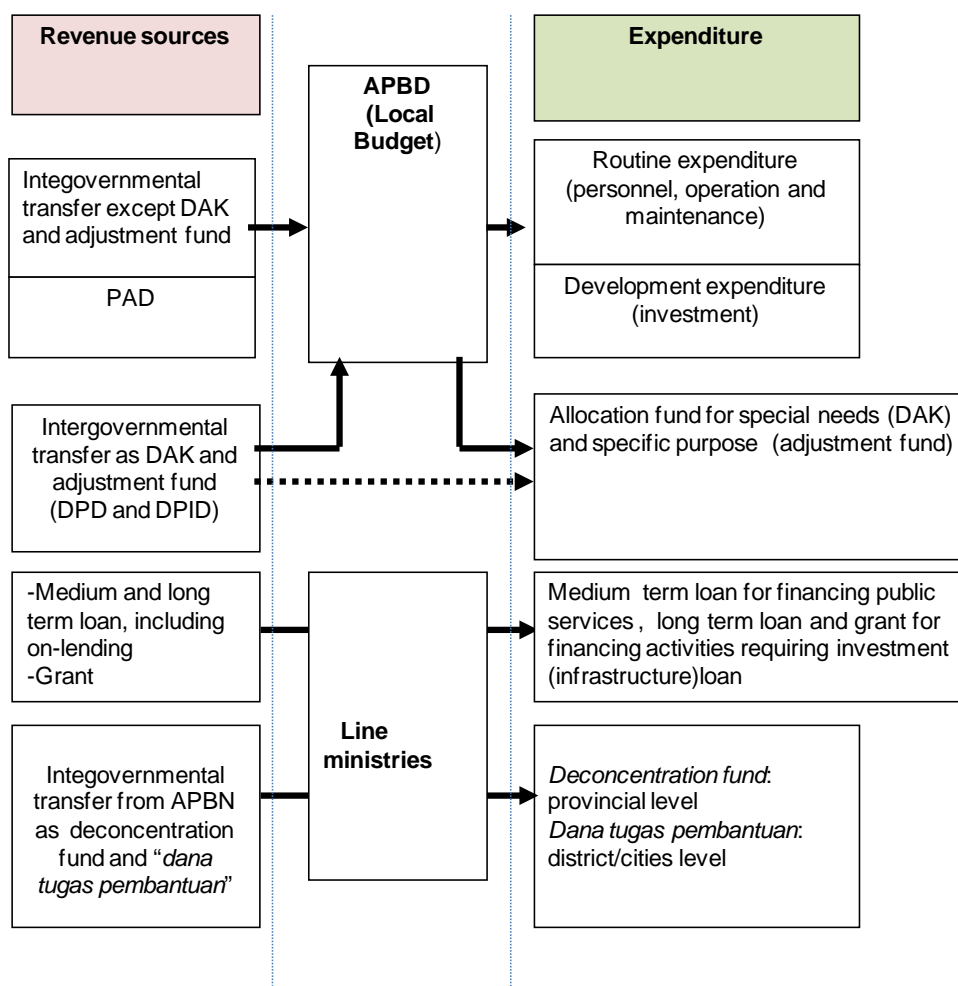 Revenue sources
Expenditure
APBD
(Local
Budget)
Integovernmental
transfer except DAK
and adjustment fund
PAD
Routine expenditure
(personnel, operation and
maintenance)
Development expenditure
(investment)
Intergovernmental
transfer as DAK and
adjustment fund
(DPD and DPID)
Allocation fund for special needs (DAK)
and specific purpose (adjustment fund)
-Medium and long
term loan, including
on-lending
-Grant
Medium term loan for financing public
services , long term loan and grant for
financing activities requiring investment
(infrastructure)loan
Line
ministries
Integovernmental
transfer from APBN
as deconcentration
fund and “dana
tugas pembantuan”
Deconcentration fund:
provincial level
Dana tugas pembantuan:
district/cities level